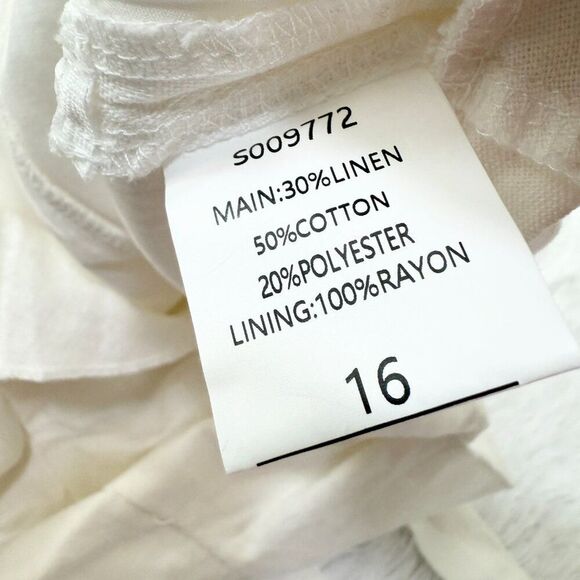 S009772
MAIN:30%LINEN
50%COTTON
20%POLYESTER
LINING:100%RAYON
16